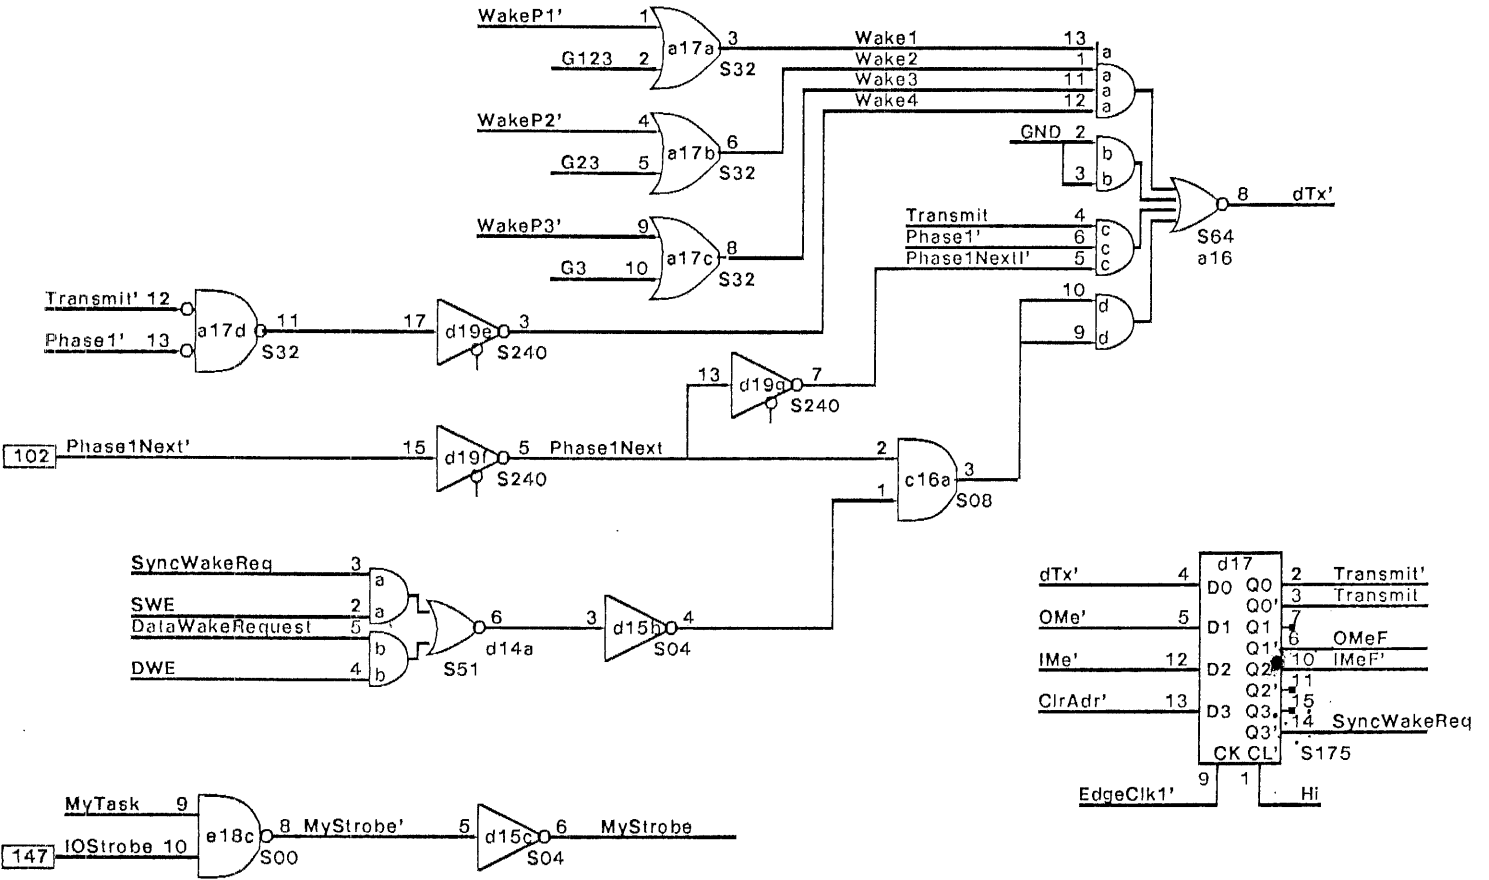 WakeP1' 1 a17a 3 Wake1 13 a
G123 2 S32 Wake2 1 a
Wake3 11 a
Wake4 12 a
WakeP2' 4 a17b 6
G23 5 S32
GND 2 b
3 b
8 dTx'
WakeP3' 9 a17c 8
G3 10 S32
Transmit 4 c
Phase1' 6 c
Phase1NextI' 5 c
S64
a16
Transmit' 12 a17d 11 17 d19e 3
Phase1' 13 S32 S240
10 d
9 d
13 d19g 7
S240
102 Phase1Next' 15 d19f 5 Phase1Next 2
S240
c16a 3
1 S08
SyncWakeReq 3 a
SWE 2 a
DataWakeRequest 5 b
DWE 4 b
6 d14a
S51
3 d15b 4
S04
d17
dTx' 4 D0 Q0 2 Transmit'
Q0' 3 Transmit
OMe' 5 D1 Q1 7
Q1' 6 OMeF
IMe' 12 D2 Q2 10 IMeF'
Q2' 11
ClrAdr' 13 D3 Q3 15
Q3' 14 SyncWakeReq
CK CL' S175
9 1
EdgeClk1' Hi
MyTask 9
147 IOStrobe 10 e18c 8 MyStrobe' 5 d15c 6 MyStrobe
S00 S04